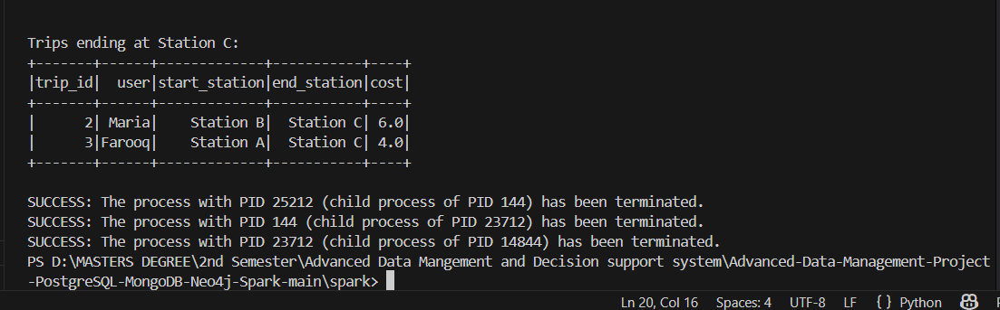 Trips ending at Station C:
+-------+------+-------------+-----------+----+
|trip_id|  user|start_station|end_station|cost|
+-------+------+-------------+-----------+----+
|      2| Maria|    Station B|  Station C| 6.0|
|      3|Farooq|    Station A|  Station C| 4.0|
+-------+------+-------------+-----------+----+
SUCCESS: The process with PID 25212 (child process of PID 144) has been terminated.
SUCCESS: The process with PID 144 (child process of PID 23712) has been terminated.
SUCCESS: The process with PID 23712 (child process of PID 14844) has been terminated.
PS D:\MASTERS DEGREE\2nd Semester\Advanced Data Mangement and Decision support system\Advanced-Data-Management-Project
-PostgreSQL-MongoDB-Neo4j-Spark-main\spark>
Ln 20, Col 16 Spaces: 4 UTF-8 LF {} Python